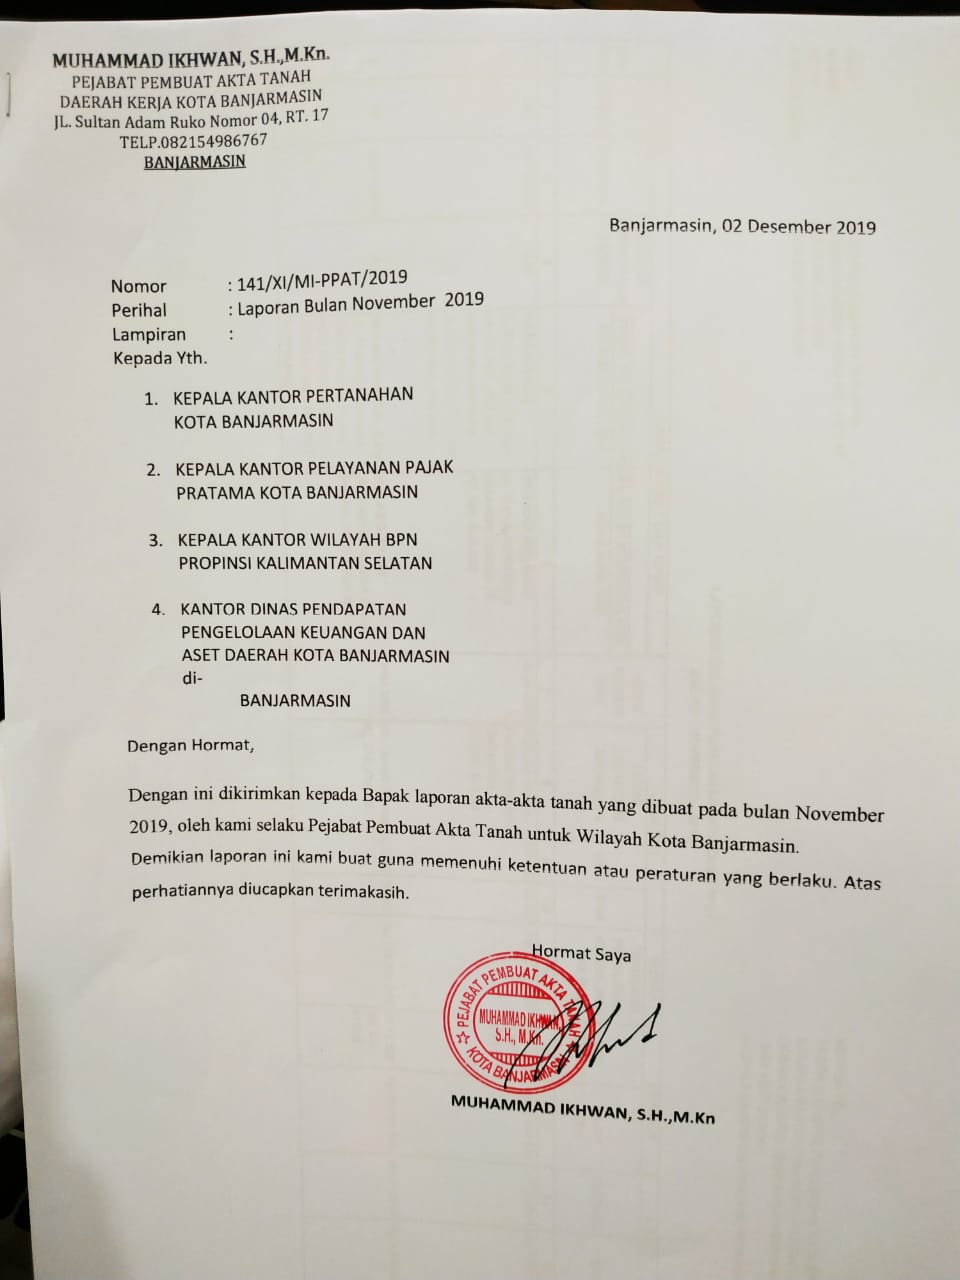 MUHAMMAD IKHWAN, S.H.,M.Kn.
PEJABAT PEMBUAT AKTA TANAH
DAERAH KERJA KOTA BANJARMASIN
JL. Sultan Adam Ruko Nomor 04, RT. 17
TELP.082154986767
BANJARMASIN
Banjarmasin, 02 Desember 2019
Nomor : 141/XI/MI-PPAT/2019
Perihal : Laporan Bulan November 2019
Lampiran :
Kepada Yth.
1. KEPALA KANTOR PERTANAHAN
KOTA BANJARMASIN
2. KEPALA KANTOR PELAYANAN PAJAK
PRATAMA KOTA BANJARMASIN
3. KEPALA KANTOR WILAYAH BPN
PROPINSI KALIMANTAN SELATAN
4. KANTOR DINAS PENDAPATAN
PENGELOLAAN KEUANGAN DAN
ASET DAERAH KOTA BANJARMASIN
di-
BANJARMASIN
Dengan Hormat,
Dengan ini dikirimkan kepada Bapak laporan akta-akta tanah yang dibuat pada bulan November
2019, oleh kami selaku Pejabat Pembuat Akta Tanah untuk Wilayah Kota Banjarmasin.
Demikian laporan ini kami buat guna memenuhi ketentuan atau peraturan yang berlaku. Atas
perhatiannya diucapkan terimakasih.
Hormat Saya
PEJABAT PEMBUAT AKTA TANAH
MUHAMMAD IKHWAN,
S.H., M.Kn.
KOTA BANJARMASIN
MUHAMMAD IKHWAN, S.H.,M.Kn